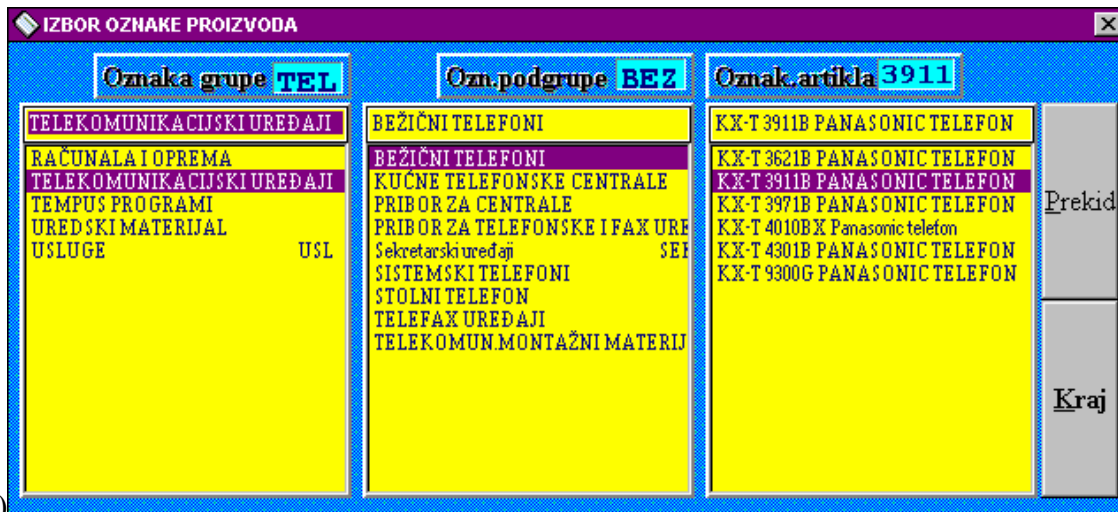 IZBOR OZNAKE PROIZVODA
Oznaka grupe TEL
Ozn.podgrupe BEZ
Oznak.artikla 3911
TELEKOMUNIKACIJSKI UREĐAJI
RAČUNALA I OPREMA
TELEKOMUNIKACIJSKI UREĐAJI
TEMPUS PROGRAMI
UREDSKI MATERIJAL
USLUGE USL
BEŽIČNI TELEFONI
BEŽIČNI TELEFONI
KUĆNE TELEFONSKE CENTRALE
PRIBOR ZA CENTRALE
PRIBOR ZA TELEFONSKE I FAX URE
Sekretarski uređaji SEK
SISTEMSKI TELEFONI
STOLNI TELEFON
TELEFAX UREĐAJI
TELEKOMUN.MONTAŽNI MATERIJ
KX-T 3911B PANASONIC TELEFON
KX-T 3621B PANASONIC TELEFON
KX-T 3911B PANASONIC TELEFON
KX-T 3971B PANASONIC TELEFON
KX-T 4010BX Panasonic telefon
KX-T 4301B PANASONIC TELEFON
KX-T 9300G PANASONIC TELEFON
Prekid
Kraj
)